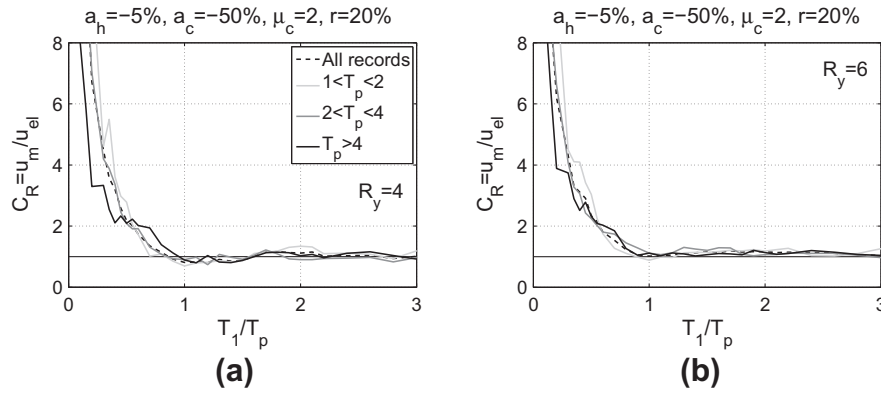 a_h=−5%, a_c=−50%, μ_c=2, r=20%
C_R=u_m/u_el
8
6
4
2
0
All records
1<T_p<2
2<T_p<4
T_p>4
R_y=4
0 1 2 3
T_1/T_p
(a)
a_h=−5%, a_c=−50%, μ_c=2, r=20%
C_R=u_m/u_el
8
6
4
2
0
R_y=6
0 1 2 3
T_1/T_p
(b)